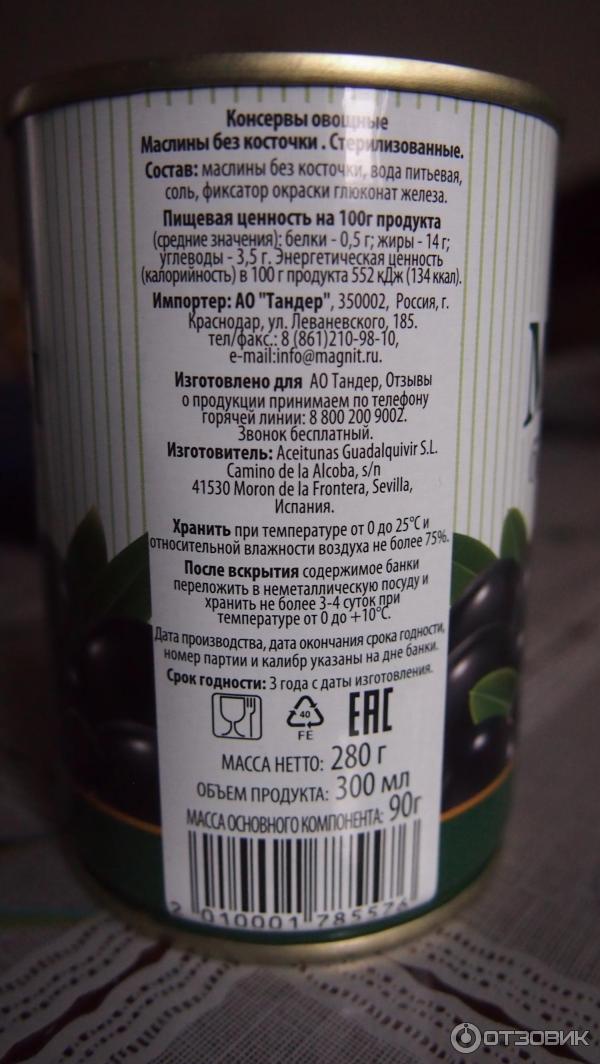 Консервы овощные
Маслины без косточки . Стерилизованные.
Состав: маслины без косточки, вода питьевая,
соль, фиксатор окраски глюконат железа.
Пищевая ценность на 100г продукта
(средние значения): белки - 0,5 г; жиры - 14 г;
углеводы - 3,5 г. Энергетическая ценность
(калорийность) в 100 г продукта 552 кДж (134 ккал).
Импортер: АО "Тандер", 350002, Россия, г.
Краснодар, ул. Леваневского, 185.
тел/факс.: 8 (861)210-98-10,
e-mail:info@magnit.ru.
Изготовлено для АО Тандер, Отзывы
о продукции принимаем по телефону
горячей линии: 8 800 200 9002.
Звонок бесплатный.
Изготовитель: Aceitunas Guadalquivir S.L.
Camino de la Alcoba, s/n
41530 Moron de la Frontera, Sevilla,
Испания.
Хранить при температуре от 0 до 25°С и
относительной влажности воздуха не более 75%.
После вскрытия содержимое банки
переложить в неметаллическую посуду и
хранить не более 3-4 суток при
температуре от 0 до +10°С.
Дата производства, дата окончания срока годности,
номер партии и калибр указаны на дне банки.
Срок годности: 3 года с даты изготовления.
40
FE
EAC
МАССА НЕТТО: 280 г
ОБЪЕМ ПРОДУКТА: 300 мл
МАССА ОСНОВНОГО КОМПОНЕНТА: 90г
2 010001 785576
ОТЗОВИК